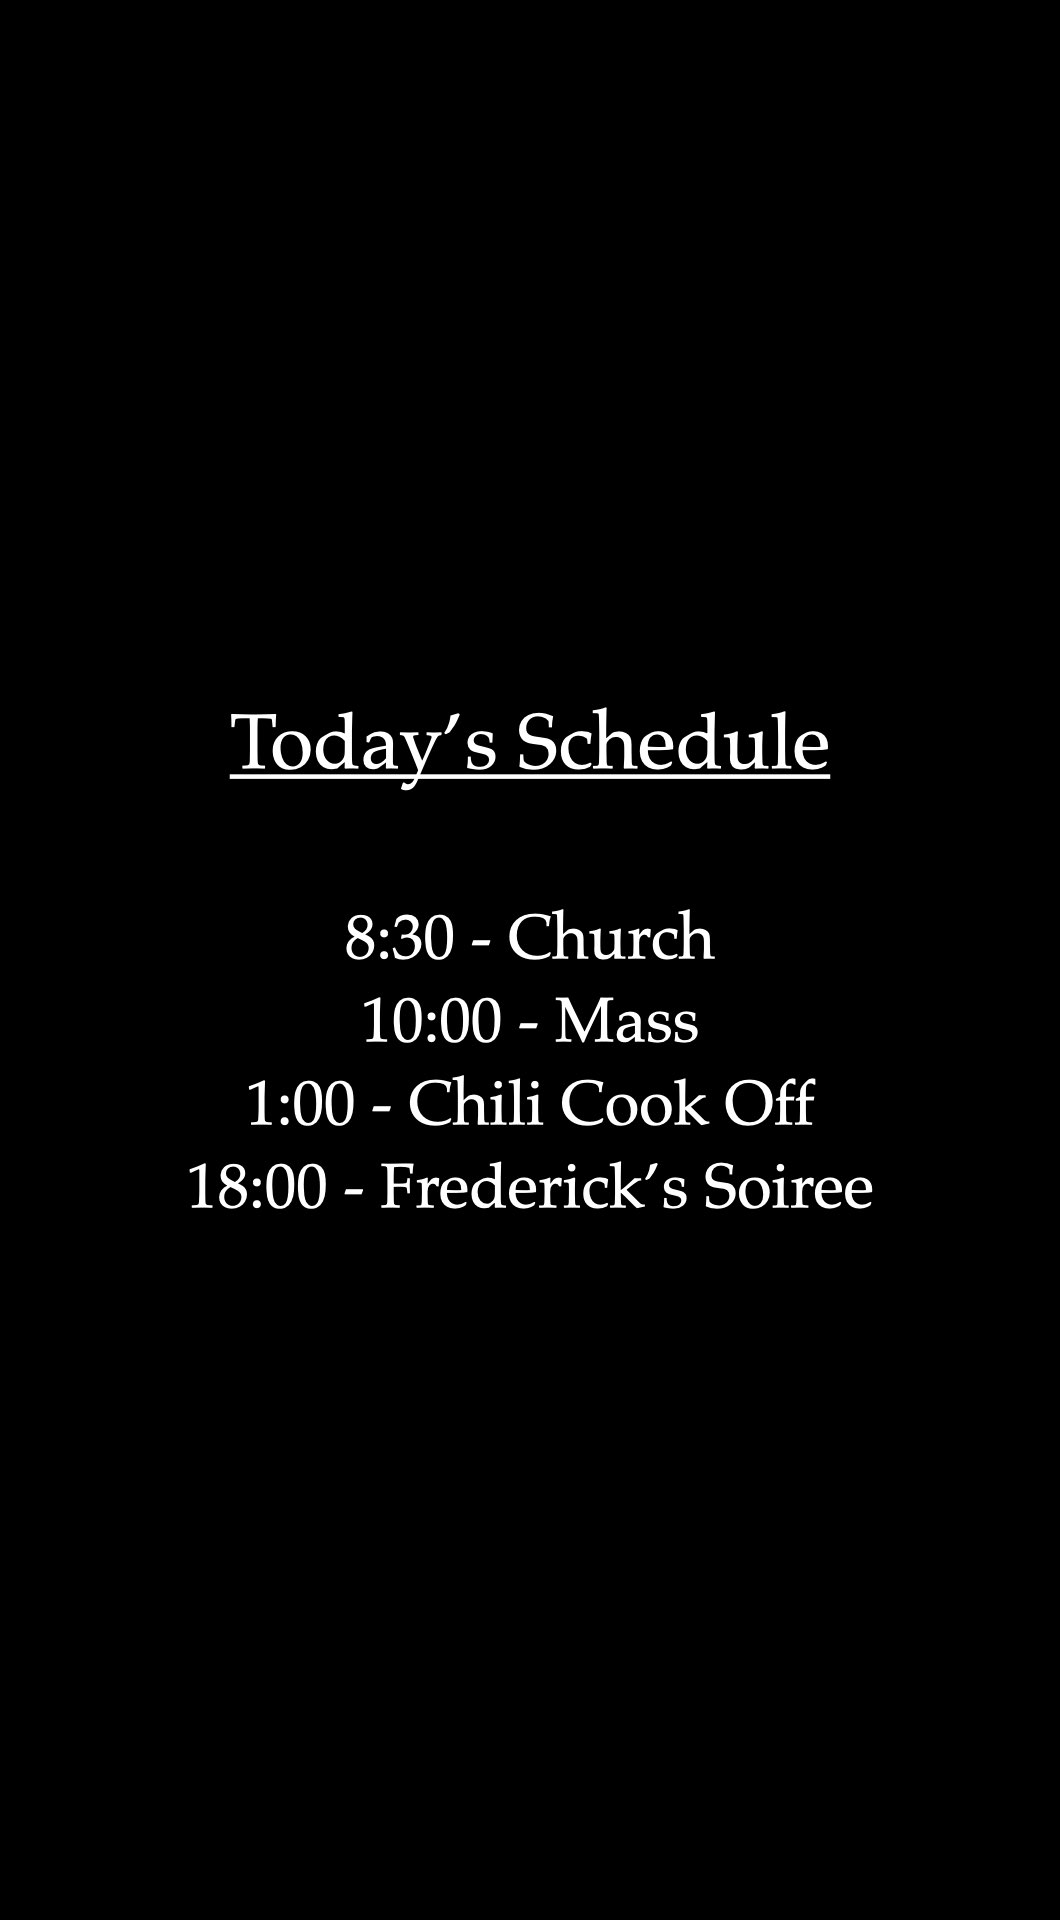 Today’s Schedule
8:30 - Church
10:00 - Mass
1:00 - Chili Cook Off
18:00 - Frederick’s Soiree